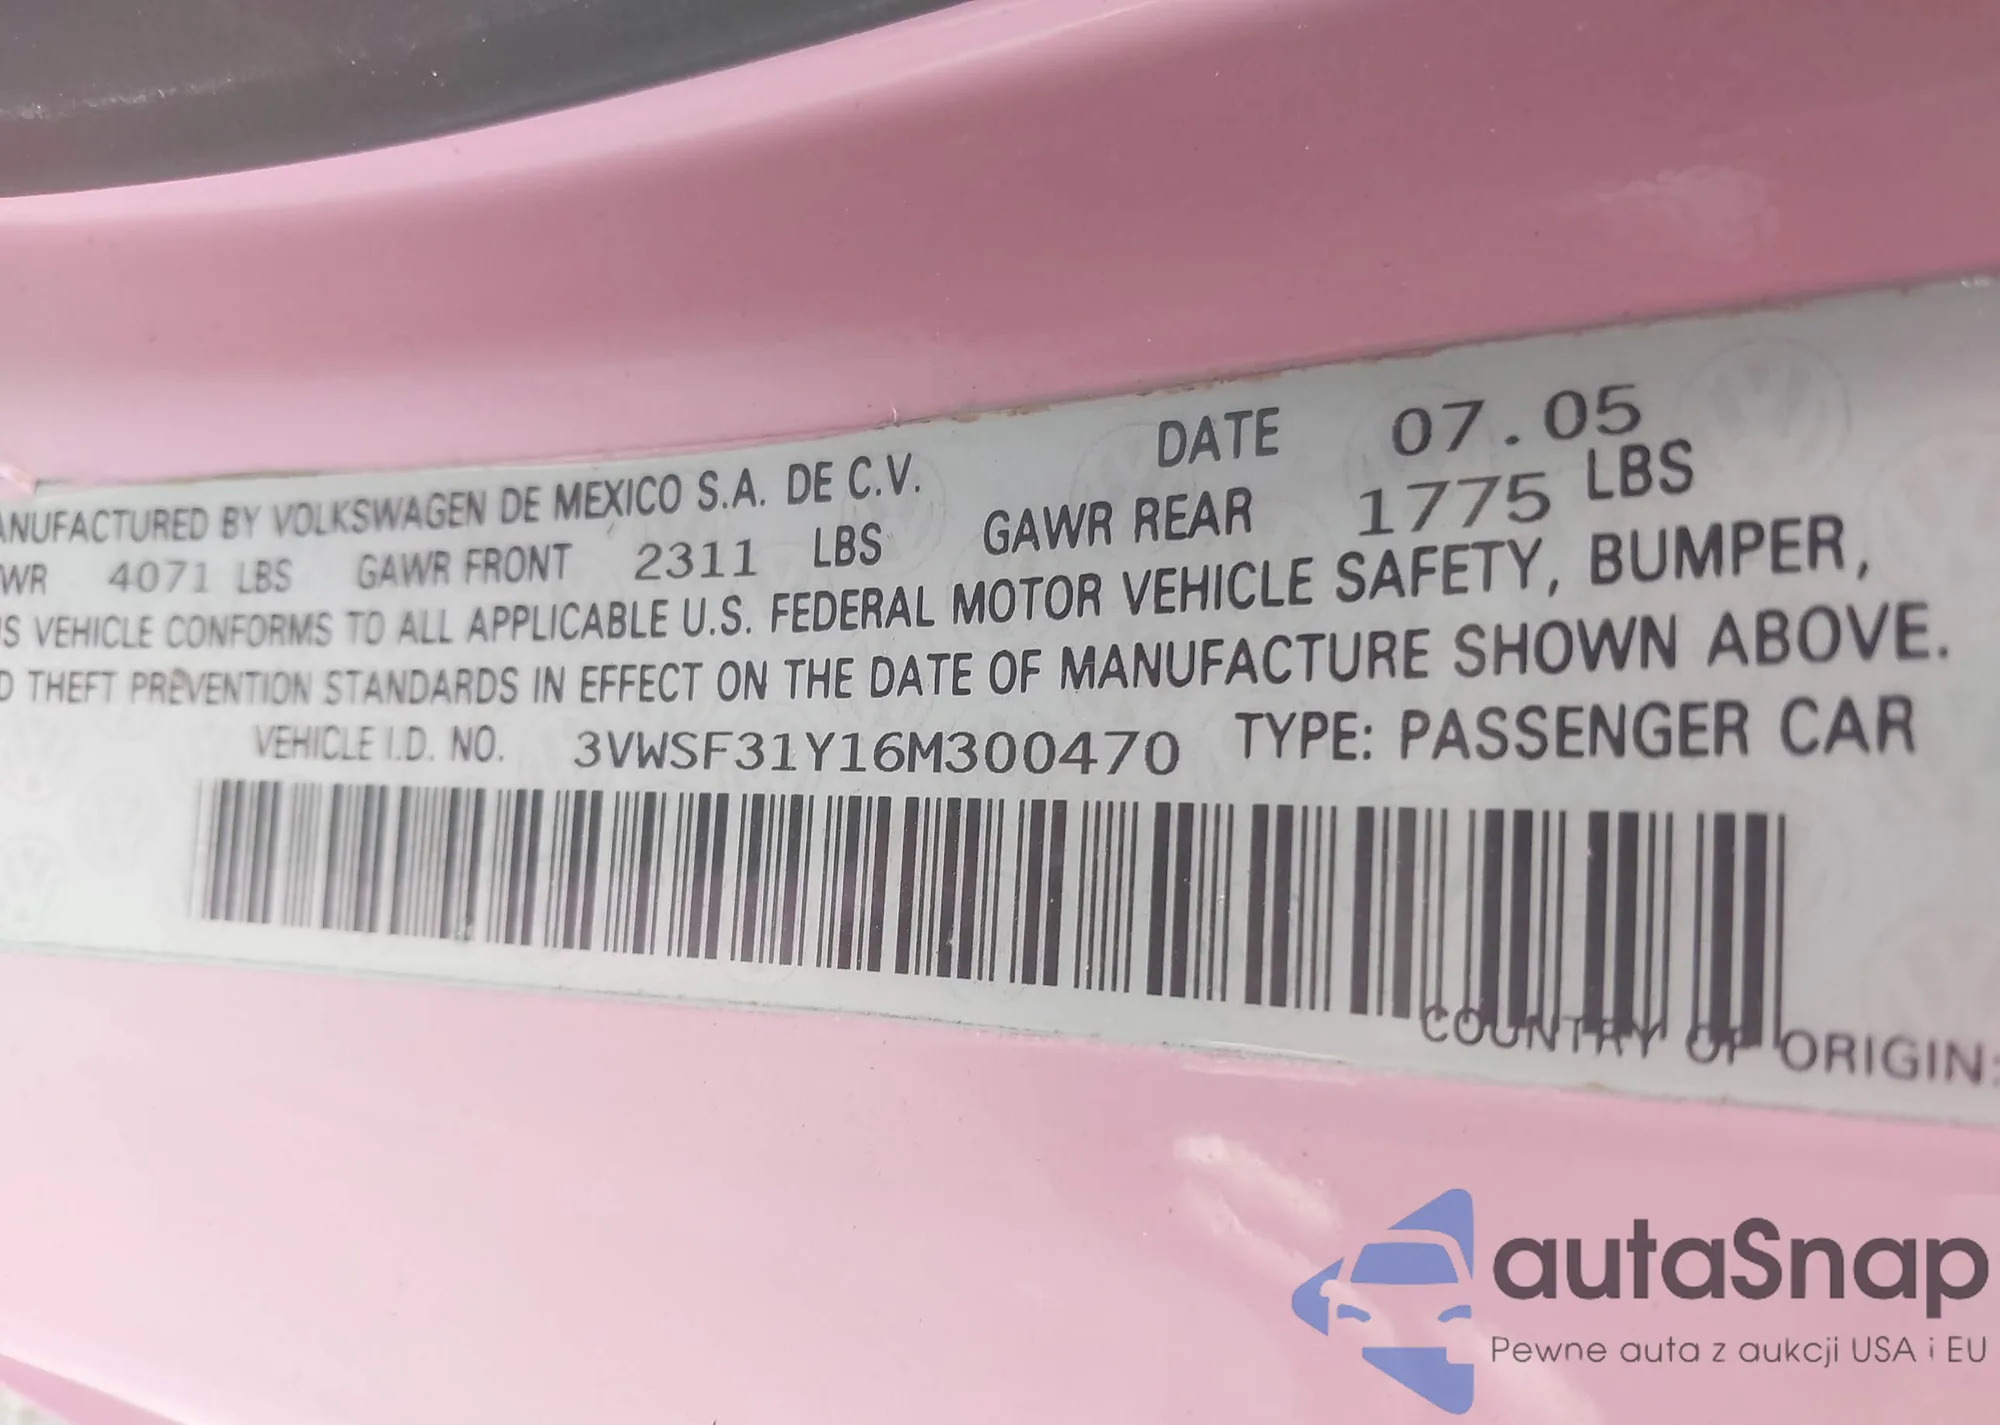 DATE 07.05
ANUFACTURED BY VOLKSWAGEN DE MEXICO S.A. DE C.V.
WR 4071 LBS GAWR FRONT 2311 LBS GAWR REAR 1775 LBS
IS VEHICLE CONFORMS TO ALL APPLICABLE U.S. FEDERAL MOTOR VEHICLE SAFETY, BUMPER,
D THEFT PREVENTION STANDARDS IN EFFECT ON THE DATE OF MANUFACTURE SHOWN ABOVE.
VEHICLE I.D. NO. 3VWSF31Y16M300470 TYPE: PASSENGER CAR
COUNTRY OF ORIGIN:
autaSnap
Pewne auta z aukcji USA i EU